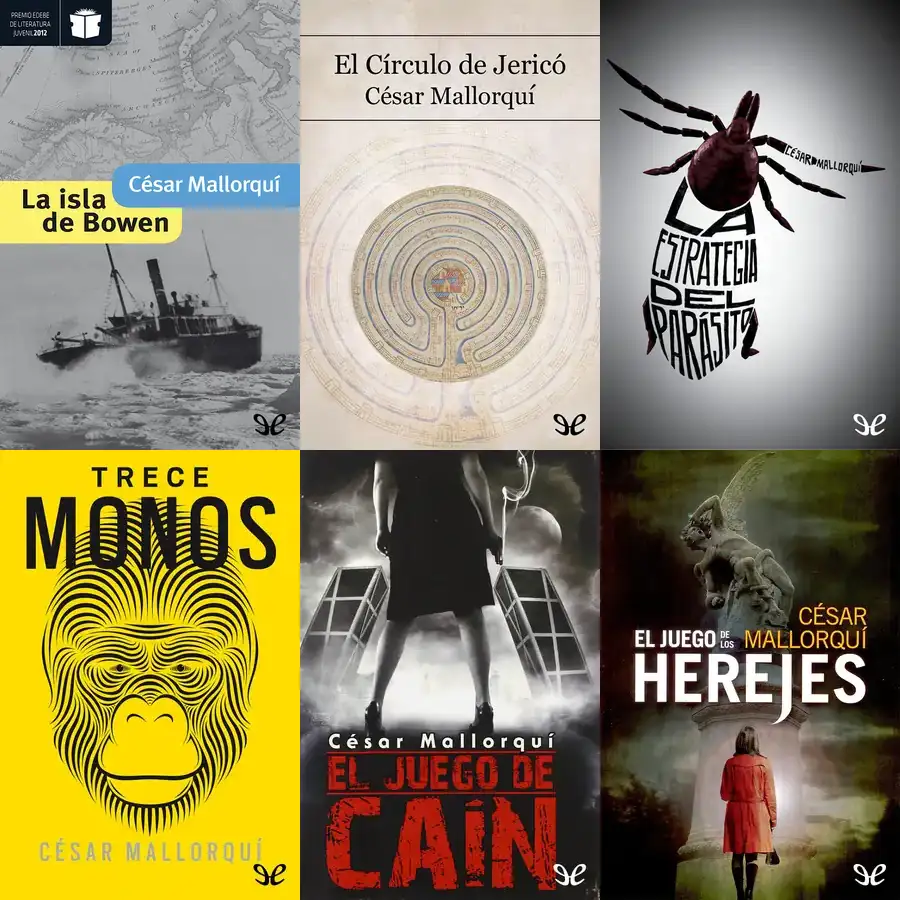 PREMIO EDEBÉ
DE LITERATURA
JUVENIL 2012
César Mallorquí
La isla
de Bowen
El Círculo de Jericó
César Mallorquí
CÉSAR MALLORQUÍ
LA
ESTRATEGIA
DEL
PARÁSITO
TRECE
MONOS
CÉSAR MALLORQUÍ
César Mallorquí
EL JUEGO DE
CAÍN
CÉSAR
EL JUEGO DE LOS MALLORQUÍ
HEREJES